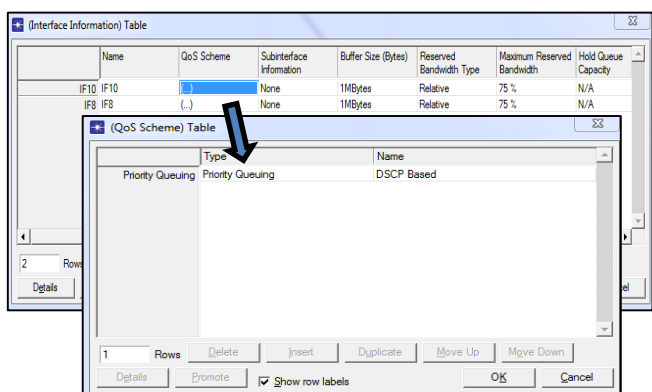 (Interface Information) Table
Name QoS Scheme Subinterface Information Buffer Size (Bytes) Reserved Bandwidth Type Maximum Reserved Bandwidth Hold Queue Capacity
IF10 IF10 (...) None 1MBytes Relative 75 % N/A
IF8 IF8 (...) None 1MBytes Relative 75 % N/A
(QoS Scheme) Table
Type Name
Priority Queuing Priority Queuing DSCP Based
2 Rows
Details
1 Rows Delete Insert Duplicate Move Up Move Down
Details Promote Show row labels OK Cancel